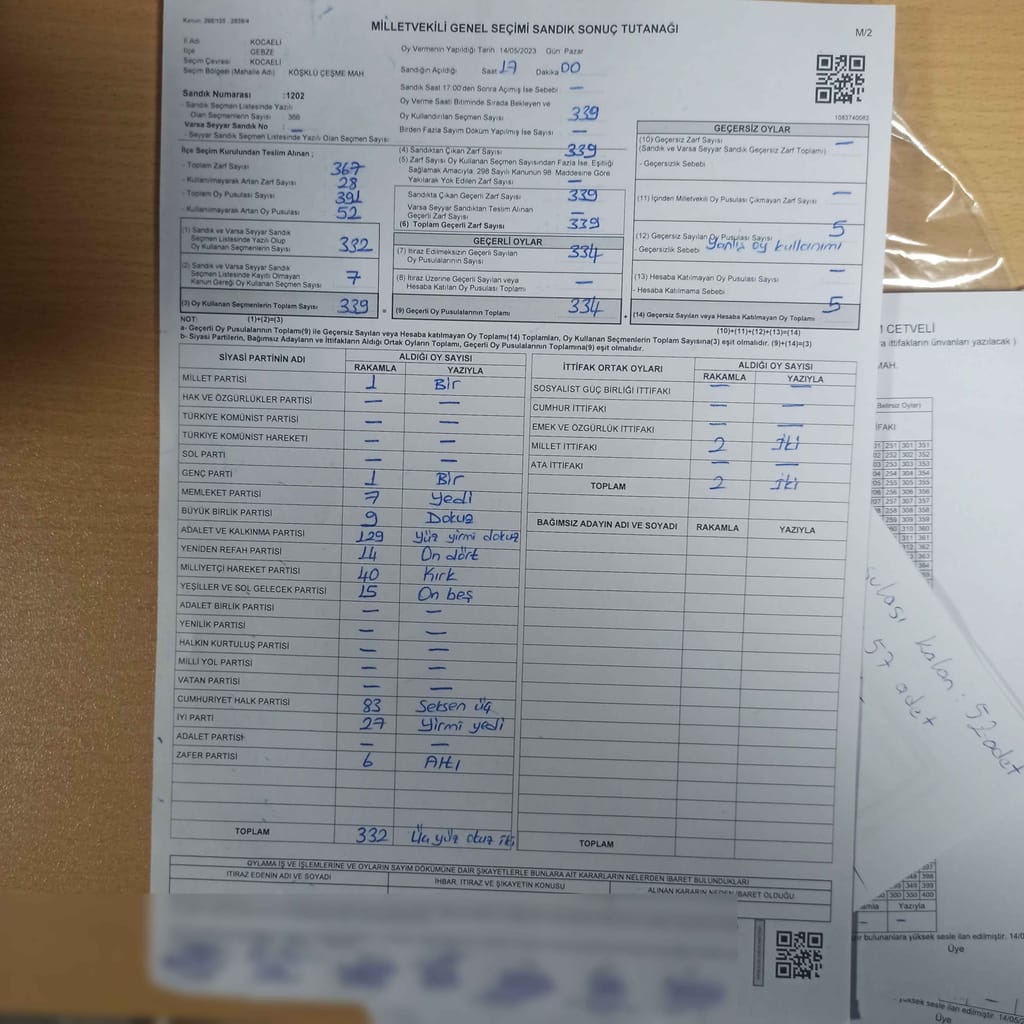 MİLLETVEKİLİ GENEL SEÇİMİ SANDIK SONUÇ TUTANAĞI
M/2
İl Adı KOCAELİ
İlçe GEBZE
Seçim Çevresi KOCAELİ
Seçim Bölgesi (Mahalle Adı) KÖŞKLÜ ÇEŞME MAH
Sandık Numarası :1202
- Sandık Seçmen Listesinde Yazılı
Olan Seçmenlerin Sayısı 366
Varsa Seyyar Sandık No —
- Seyyar Sandık Listesinde Yazılı Olan Seçmen Sayısı
Oy Vermenin Yapıldığı Tarih 14/05/2023 Gün Pazar
Sandığın Açıldığı Saat 17 Dakika 00
Sandık Saat 17.00'den Sonra Açılmış İse Sebebi —
Oy Verme Saati Bitiminde Sırada Bekleyen ve
Oy Kullandırılan Seçmen Sayısı 339
Birden Fazla Sayım Döküm Yapılmış İse Sayısı —
1083740062
İlçe Seçim Kurulundan Teslim Alınan ;
- Toplam Zarf Sayısı 367
- Kullanılmayarak Artan Zarf Sayısı 28
- Toplam Oy Pusulası Sayısı 391
- Kullanılmayarak Artan Oy Pusulası 52
(1) Sandık ve Varsa Seyyar Sandık
Seçmen Listesinde Yazılı Olup
Oy Kullanan Seçmenlerin Sayısı 332
(2) Sandık ve Varsa Seyyar Sandık
Seçmen Listesinde Kayıtlı Olmayan
Kanun Gereği Oy Kullanan Seçmenlerin Sayısı 7
(3) Oy Kullanan Seçmenlerin Toplam Sayısı 339 =
(4) Sandıktan Çıkan Zarf Sayısı 339
(5) Zarf Sayısı Oy Kullanan Seçmen Sayısından Fazla İse, Eşitliği
Sağlamak Amacıyla, 298 Sayılı Kanunun 98. Maddesine Göre
Yakılarak Yok Edilen Zarf Sayısı —
Sandıkta Çıkan Geçerli Zarf Sayısı 339
Varsa Seyyar Sandıktan Teslim Alınan
Geçerli Zarf Sayısı —
(6) Toplam Geçerli Zarf Sayısı 339
GEÇERLİ OYLAR
(7) İtiraz Edilmeksizin Geçerli Sayılan
Oy Pusulalarının Sayısı 334
(8) İtiraz Üzerine Geçerli Sayılan veya
Hesaba Katılan Oy Pusulası Toplamı —
(9) Geçerli Oy Pusulalarının Toplamı 334 +
GEÇERSİZ OYLAR
(10) Geçersiz Zarf Sayısı —
(Sandık ve Varsa Seyyar Sandık Geçersiz Zarf Toplamı)
- Geçersizlik Sebebi
(11) İçinden Milletvekili Oy Pusulası Çıkmayan Zarf Sayısı —
(12) Geçersiz Sayılan Oy Pusulası Sayısı 5
- Geçersizlik Sebebi Yanlış oy kullanımı
(13) Hesaba Katılmayan Oy Pusulası Sayısı —
- Hesaba Katılmama Sebebi
(14) Geçersiz Sayılan veya Hesaba Katılmayan Oy Toplamı 5
NOT: (1)+(2)=(3) (10)+(11)+(12)+(13)=(14)
a- Geçerli Oy Pusulalarının Toplamı(9) ile Geçersiz Sayılan veya Hesaba katılmayan Oy Toplamı(14) Toplamları, Oy Kullanan Seçmenlerin Toplam Sayısına(3) eşit olmalıdır. (9)+(14)=(3)
b- Siyasi Partilerin, Bağımsız Adayların ve İttifakların Aldığı Ortak Oyların Toplamı, Geçerli Oy Pusulalarının Toplamına(9) eşit olmalıdır.
SİYASİ PARTİNİN ADI ALDIĞI OY SAYISI
RAKAMLA YAZIYLA
MİLLET PARTİSİ 1 Bir
HAK VE ÖZGÜRLÜKLER PARTİSİ — —
TÜRKİYE KOMÜNİST PARTİSİ — —
TÜRKİYE KOMÜNİST HAREKETİ — —
SOL PARTİ — —
GENÇ PARTİ 1 Bir
MEMLEKET PARTİSİ 7 Yedi
BÜYÜK BİRLİK PARTİSİ 9 Dokuz
ADALET VE KALKINMA PARTİSİ 129 Yüz yirmi dokuz
YENİDEN REFAH PARTİSİ 14 On dört
MİLLİYETÇİ HAREKET PARTİSİ 40 Kırk
YEŞİLLER VE SOL GELECEK PARTİSİ 15 On beş
ADALET BİRLİK PARTİSİ — —
YENİLİK PARTİSİ — —
HALKIN KURTULUŞ PARTİSİ — —
MİLLİ YOL PARTİSİ — —
VATAN PARTİSİ — —
CUMHURİYET HALK PARTİSİ 83 Seksen üç
İYİ PARTİ 27 Yirmi yedi
ADALET PARTİSİ — —
ZAFER PARTİSİ 6 Altı
TOPLAM 332 Üç yüz otuz iki
İTTİFAK ORTAK OYLARI ALDIĞI OY SAYISI
RAKAMLA YAZIYLA
SOSYALİST GÜÇ BİRLİĞİ İTTİFAKI — —
CUMHUR İTTİFAKI — —
EMEK VE ÖZGÜRLÜK İTTİFAKI — —
MİLLET İTTİFAKI 2 İki
ATA İTTİFAKI — —
TOPLAM 2 İki
BAĞIMSIZ ADAYIN ADI VE SOYADI RAKAMLA YAZIYLA
TOPLAM
OYLAMA İŞ VE İŞLEMLERİNE VE OYLARIN SAYIM DÖKÜMÜNE DAİR ŞİKAYETLERLE BUNLARA AİT KARARLARIN NELERDEN İBARET BULUNDUKLARI
İTİRAZ EDENİN ADI VE SOYADI İHBAR, İTİRAZ VE ŞİKAYETİN KONUSU ALINAN KARARIN NEDEN İBARET OLDUĞU
CETVELİ
a ittifakların ünvanları yazılacak )
MAH.
kalan : 52 adet
57 adet
Yazıyla
bulunanlara yüksek sesle ilan edilmiştir. 14/0
Üye
yüksek sesle ilan edilmiştir. 14/05/
Üye